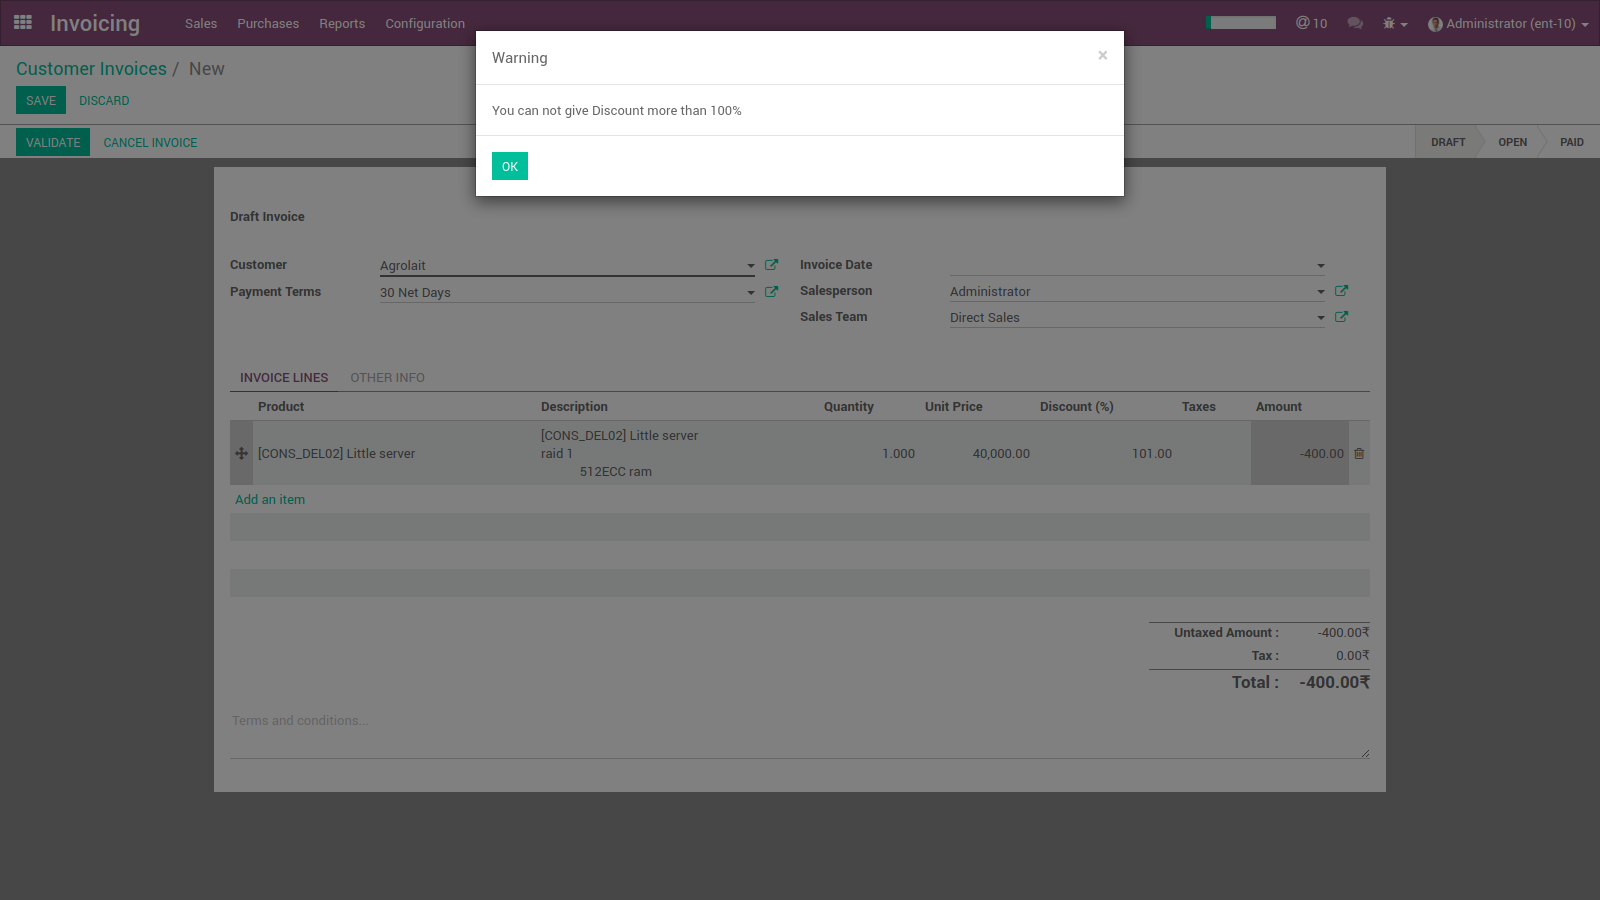 Invoicing Sales Purchases Reports Configuration @ 10 Administrator (ent-10)
Customer Invoices / New
SAVE DISCARD
Warning ×
You can not give Discount more than 100%
OK
VALIDATE CANCEL INVOICE DRAFT OPEN PAID
Draft Invoice
Customer Agrolait Invoice Date
Payment Terms 30 Net Days Salesperson Administrator
Sales Team Direct Sales
INVOICE LINES OTHER INFO
Product Description Quantity Unit Price Discount (%) Taxes Amount
[CONS_DEL02] Little server [CONS_DEL02] Little server
raid 1
512ECC ram 1.000 40,000.00 101.00 -400.00
Add an item
Untaxed Amount : -400.00₹
Tax : 0.00₹
Total : -400.00₹
Terms and conditions...